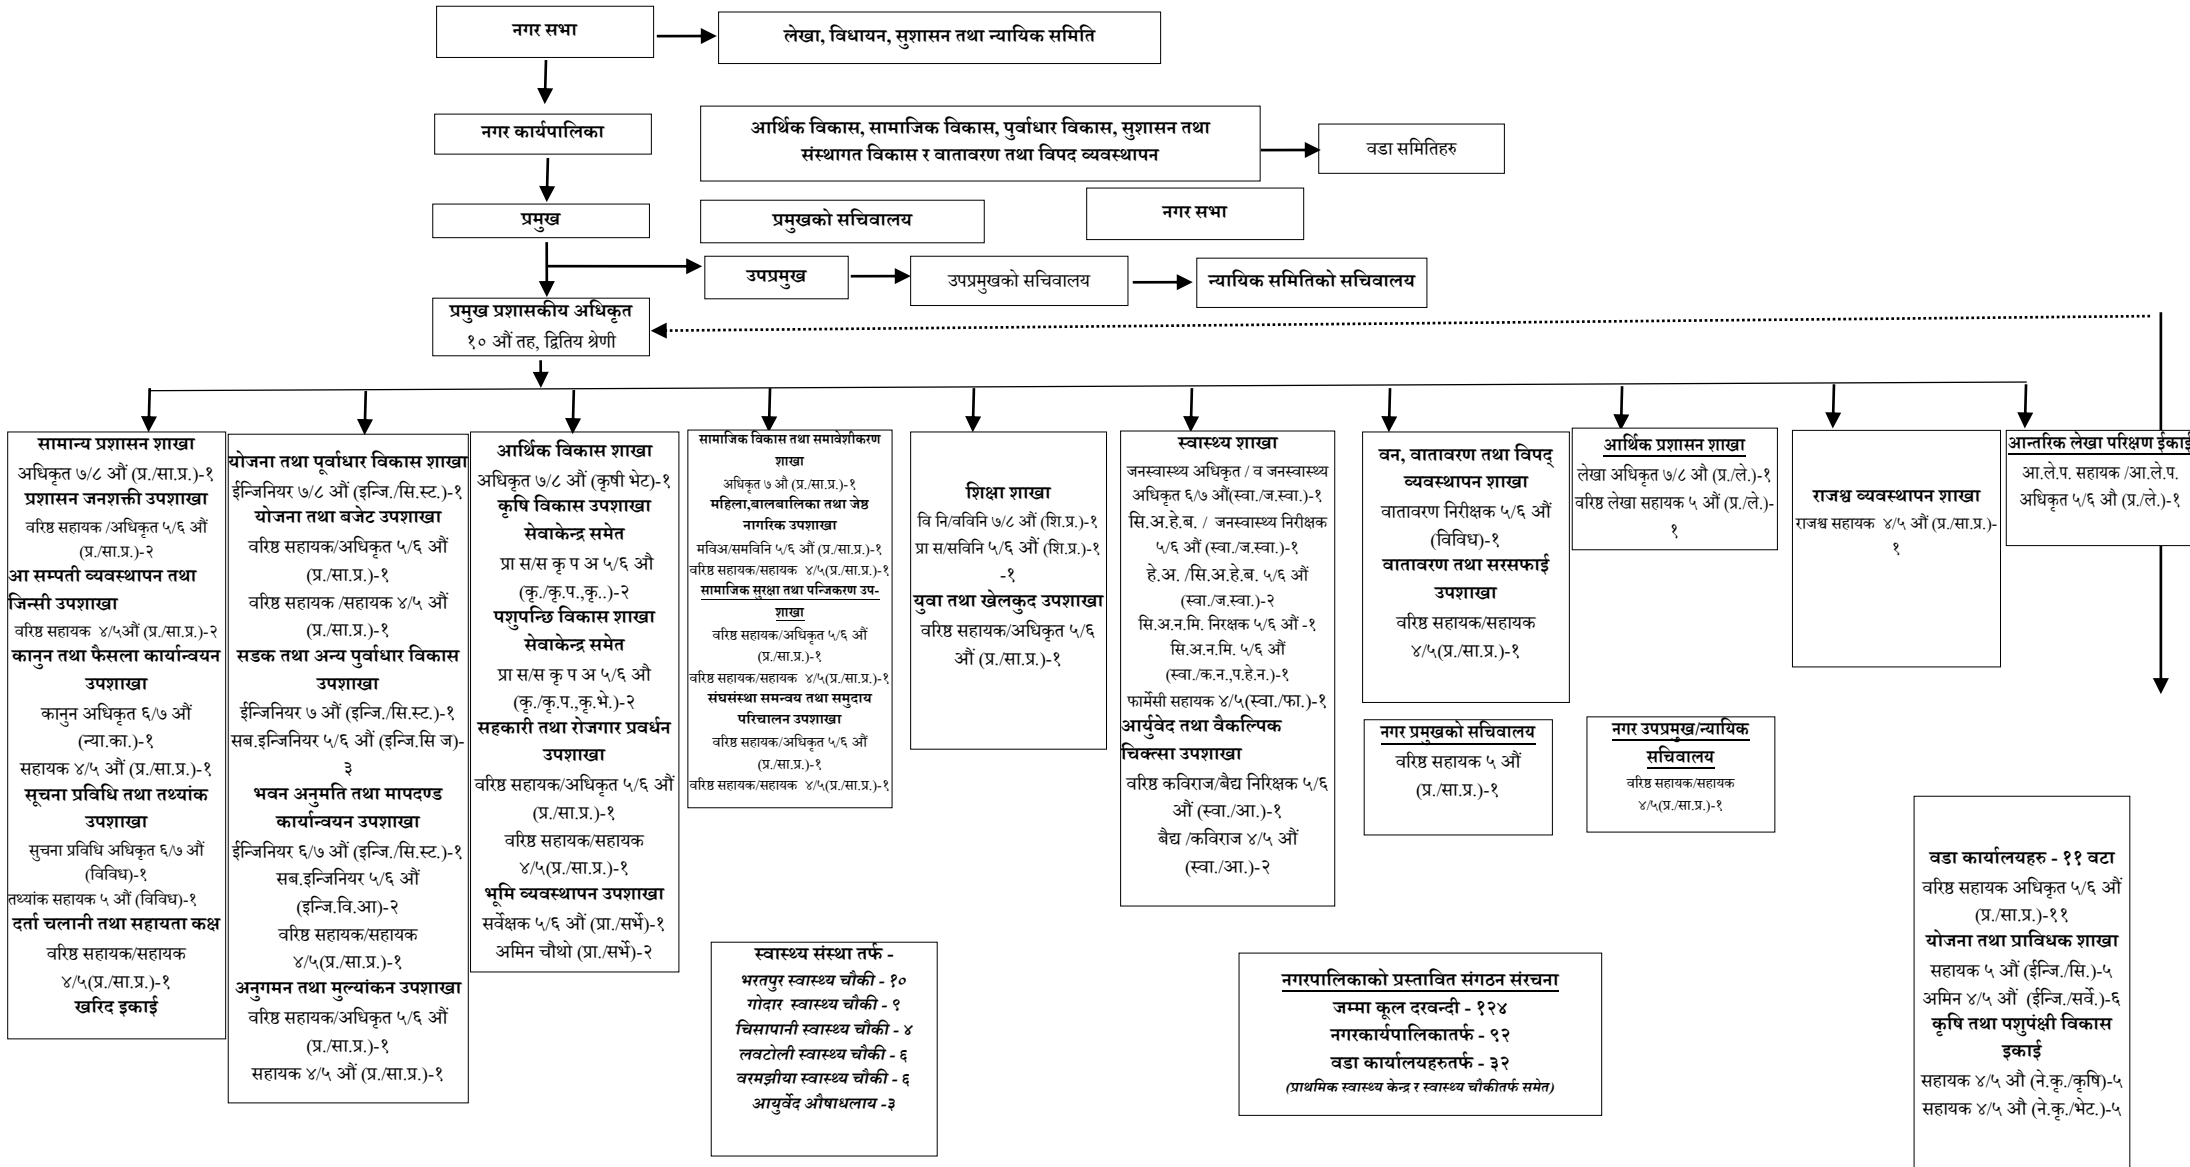 नगर सभा
लेखा, विधायन, सुशासन तथा न्यायिक समिति
नगर कार्यपालिका
आर्थिक विकास, सामाजिक विकास, पुर्वाधार विकास, सुशासन तथा
संस्थागत विकास र वातावरण तथा विपद व्यवस्थापन
वडा समितिहरु
प्रमुख
प्रमुखको सचिवालय
नगर सभा
उपप्रमुख
उपप्रमुखको सचिवालय
न्यायिक समितिको सचिवालय
प्रमुख प्रशासकीय अधिकृत
१० औं तह, द्वितिय श्रेणी
सामान्य प्रशासन शाखा
अधिकृत ७/८ औं (प्र./सा.प्र.)-१
प्रशासन जनशक्ती उपशाखा
वरिष्ठ सहायक /अधिकृत ५/६ औं
(प्र./सा.प्र.)-२
आ सम्पती व्यवस्थापन तथा
जिन्सी उपशाखा
वरिष्ठ सहायक ४/५औं (प्र./सा.प्र.)-२
कानुन तथा फैसला कार्यान्वयन
उपशाखा
कानुन अधिकृत ६/७ औं
(न्या.का.)-१
सहायक ४/५ औं (प्र./सा.प्र.)-१
सूचना प्रविधि तथा तथ्यांक
उपशाखा
सुचना प्रविधि अधिकृत ६/७ औं
(विविध)-१
तथ्यांक सहायक ५ औं (विविध)-१
दर्ता चलानी तथा सहायता कक्ष
वरिष्ठ सहायक/सहायक
४/५(प्र./सा.प्र.)-१
खरिद इकाई
योजना तथा पूर्वाधार विकास शाखा
ईन्जिनियर ७/८ औं (इन्जि./सि.स्ट.)-१
योजना तथा बजेट उपशाखा
वरिष्ठ सहायक/अधिकृत ५/६ औं
(प्र./सा.प्र.)-१
वरिष्ठ सहायक /सहायक ४/५ औं
(प्र./सा.प्र.)-१
सडक तथा अन्य पुर्वाधार विकास
उपशाखा
ईन्जिनियर ७ औं (इन्जि./सि.स्ट.)-१
सब.इन्जिनियर ५/६ औं (इन्जि.सि ज)-
३
भवन अनुमति तथा मापदण्ड
कार्यान्वयन उपशाखा
ईन्जिनियर ६/७ औं (इन्जि./सि.स्ट.)-१
सब.इन्जिनियर ५/६ औं
(इन्जि.वि.आ)-२
वरिष्ठ सहायक/सहायक
४/५(प्र./सा.प्र.)-१
अनुगमन तथा मुल्यांकन उपशाखा
वरिष्ठ सहायक/अधिकृत ५/६ औं
(प्र./सा.प्र.)-१
सहायक ४/५ औं (प्र./सा.प्र.)-१
आर्थिक विकास शाखा
अधिकृत ७/८ औं (कृषी भेट)-१
कृषि विकास उपशाखा
सेवाकेन्द्र समेत
प्रा स/स कृ प अ ५/६ औ
(कृ./कृ.प.,कृ..)-२
पशुपन्छि विकास शाखा
सेवाकेन्द्र समेत
प्रा स/स कृ प अ ५/६ औ
(कृ./कृ.प.,कृ.भे.)-२
सहकारी तथा रोजगार प्रवर्धन
उपशाखा
वरिष्ठ सहायक/अधिकृत ५/६ औं
(प्र./सा.प्र.)-१
वरिष्ठ सहायक/सहायक
४/५(प्र./सा.प्र.)-१
भूमि व्यवस्थापन उपशाखा
सर्वेक्षक ५/६ औं (प्रा./सर्भे)-१
अमिन चौथो (प्रा./सर्भे)-२
सामाजिक विकास तथा समावेशीकरण
शाखा
अधिकृत ७ औ (प्र./सा.प्र.)-१
महिला,बालबालिका तथा जेष्ठ
नागरिक उपशाखा
मविअ/समविनि ५/६ औं (प्र./सा.प्र.)-१
वरिष्ठ सहायक/सहायक ४/५(प्र./सा.प्र.)-१
सामाजिक सुरक्षा तथा पन्जिकरण उप-
शाखा
वरिष्ठ सहायक/अधिकृत ५/६ औं
(प्र./सा.प्र.)-१
वरिष्ठ सहायक/सहायक ४/५(प्र./सा.प्र.)-१
संघसंस्था समन्वय तथा समुदाय
परिचालन उपशाखा
वरिष्ठ सहायक/अधिकृत ५/६ औं
(प्र./सा.प्र.)-१
वरिष्ठ सहायक/सहायक ४/५(प्र./सा.प्र.)-१
शिक्षा शाखा
वि नि/वविनि ७/८ औं (शि.प्र.)-१
प्रा स/सविनि ५/६ औं (शि.प्र.)-१
-१
युवा तथा खेलकुद उपशाखा
वरिष्ठ सहायक/अधिकृत ५/६
औं (प्र./सा.प्र.)-१
स्वास्थ्य शाखा
जनस्वास्थ्य अधिकृत / व जनस्वास्थ्य
अधिकृत ६/७ औं(स्वा./ज.स्वा.)-१
सि.अ.हे.ब. / जनस्वास्थ्य निरीक्षक
५/६ औं (स्वा./ज.स्वा.)-१
हे.अ. /सि.अ.हे.ब. ५/६ औं
(स्वा./ज.स्वा.)-२
सि.अ.न.मि. निरक्षक ५/६ औं -१
सि.अ.न.मि. ५/६ औं
(स्वा./क.न.,प.हे.न.)-१
फार्मेसी सहायक ४/५(स्वा./फा.)-१
आर्युवेद तथा वैकल्पिक
चिक्त्सा उपशाखा
वरिष्ठ कविराज/बैद्य निरिक्षक ५/६
औं (स्वा./आ.)-१
बैद्य /कविराज ४/५ औं
(स्वा./आ.)-२
वन, वातावरण तथा विपद्
व्यवस्थापन शाखा
वातावरण निरीक्षक ५/६ औं
(विविध)-१
वातावरण तथा सरसफाई
उपशाखा
वरिष्ठ सहायक/सहायक
४/५(प्र./सा.प्र.)-१
आर्थिक प्रशासन शाखा
लेखा अधिकृत ७/८ औ (प्र./ले.)-१
वरिष्ठ लेखा सहायक ५ औं (प्र./ले.)-
१
राजश्व व्यवस्थापन शाखा
राजश्व सहायक ४/५ औं (प्र./सा.प्र.)-
१
आन्तरिक लेखा परिक्षण ईकाई
आ.ले.प. सहायक /आ.ले.प.
अधिकृत ५/६ औ (प्र./ले.)-१
नगर प्रमुखको सचिवालय
वरिष्ठ सहायक ५ औं
(प्र./सा.प्र.)-१
नगर उपप्रमुख/न्यायिक
सचिवालय
वरिष्ठ सहायक/सहायक
४/५(प्र./सा.प्र.)-१
वडा कार्यालयहरु - ११ वटा
वरिष्ठ सहायक अधिकृत ५/६ औं
(प्र./सा.प्र.)-११
योजना तथा प्राविधक शाखा
सहायक ५ औं (ईन्जि./सि.)-५
अमिन ४/५ औं (ईन्जि./सर्वे.)-६
कृषि तथा पशुपंक्षी विकास
इकाई
सहायक ४/५ औ (ने.कृ./कृषि)-५
सहायक ४/५ औ (ने.कृ./भेट.)-५
स्वास्थ्य संस्था तर्फ -
भरतपुर स्वास्थ्य चौकी - १०
गोदार स्वास्थ्य चौकी - ९
चिसापानी स्वास्थ्य चौकी - ४
लवटोली स्वास्थ्य चौकी - ६
वरमझीया स्वास्थ्य चौकी - ६
आयुर्वेद औषाधलाय -३
नगरपालिकाको प्रस्तावित संगठन संरचना
जम्मा कूल दरवन्दी - १२४
नगरकार्यपालिकातर्फ - ९२
वडा कार्यालयहरुतर्फ - ३२
(प्राथमिक स्वास्थ्य केन्द्र र स्वास्थ्य चौकीतर्फ समेत)